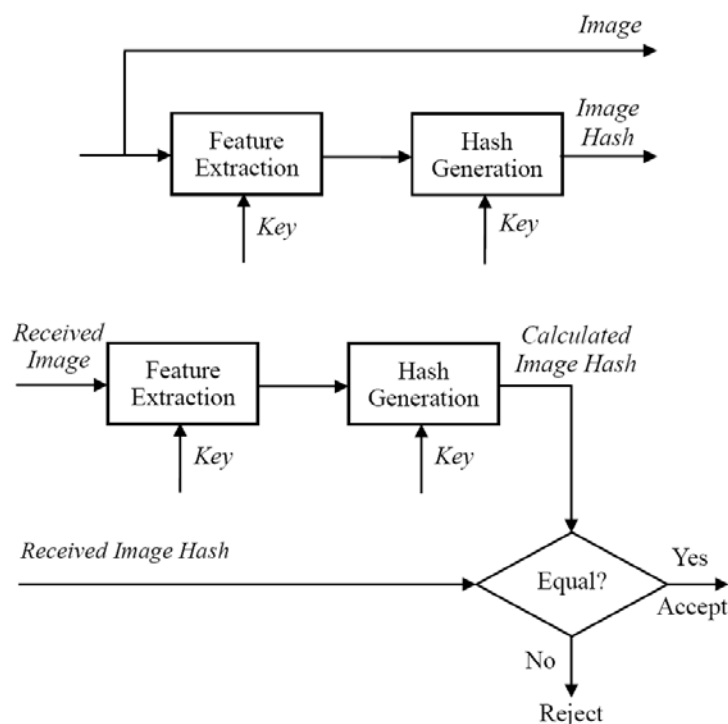 Image
Feature
Extraction
Hash
Generation
Image
Hash
Key
Key
Received
Image
Feature
Extraction
Hash
Generation
Calculated
Image Hash
Key
Key
Received Image Hash
Equal?
Yes
Accept
No
Reject